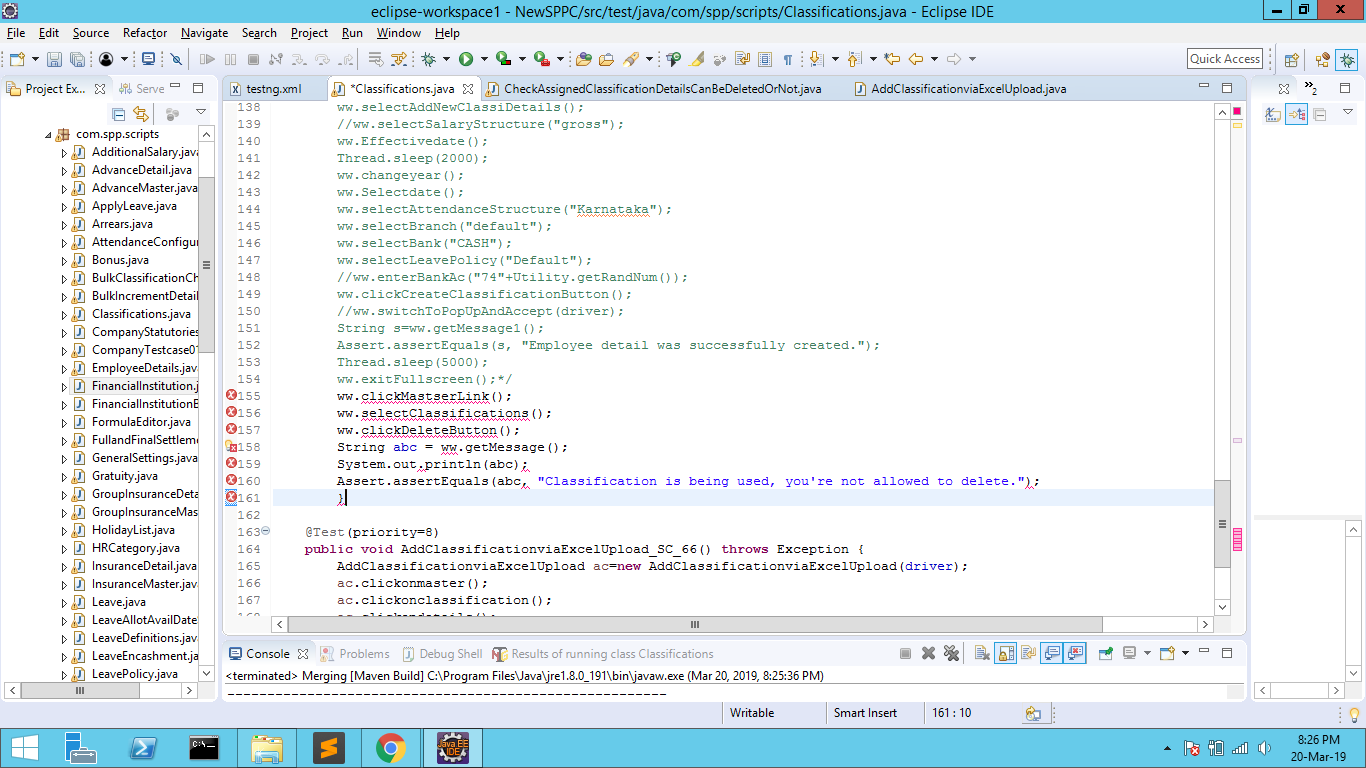 eclipse-workspace1 - NewSPPC/src/test/java/com/spp/scripts/Classifications.java - Eclipse IDE
File Edit Source Refactor Navigate Search Project Run Window Help
Quick Access
Project Ex...
Serve
testng.xml
*Classifications.java
CheckAssignedClassificationDetailsCanBeDeletedOrNot.java
AddClassificationviaExcelUpload.java
»2
com.spp.scripts
AdditionalSalary.java
AdvanceDetail.java
AdvanceMaster.java
ApplyLeave.java
Arrears.java
AttendanceConfigur
Bonus.java
BulkClassificationCh
BulkIncrementDetail
Classifications.java
CompanyStatutories
CompanyTestcase01
EmployeeDetails.jav
FinancialInstitution.j
FinancialInstitutionE
FormulaEditor.java
FullandFinalSettleme
GeneralSettings.java
Gratuity.java
GroupInsuranceDeta
GroupInsuranceMas
HolidayList.java
HRCategory.java
InsuranceDetail.java
InsuranceMaster.java
Leave.java
LeaveAllotAvailDate
LeaveDefinitions.java
LeaveEncashment.ja
LeavePolicy.java
138 ww.selectAddNewClassiDetails();
139 //ww.selectSalaryStructure("gross");
140 ww.Effectivedate();
141 Thread.sleep(2000);
142 ww.changeyear();
143 ww.Selectdate();
144 ww.selectAttendanceStructure("Karnataka");
145 ww.selectBranch("default");
146 ww.selectBank("CASH");
147 ww.selectLeavePolicy("Default");
148 //ww.enterBankAc("74"+Utility.getRandNum());
149 ww.clickCreateClassificationButton();
150 //ww.switchToPopUpAndAccept(driver);
151 String s=ww.getMessage1();
152 Assert.assertEquals(s, "Employee detail was successfully created.");
153 Thread.sleep(5000);
154 ww.exitFullscreen();*/
155 ww.clickMastserLink();
156 ww.selectClassifications();
157 ww.clickDeleteButton();
158 String abc = ww.getMessage();
159 System.out.println(abc);
160 Assert.assertEquals(abc, "Classification is being used, you're not allowed to delete.");
161 }
162
163 @Test(priority=8)
164 public void AddClassificationviaExcelUpload_SC_66() throws Exception {
165 AddClassificationviaExcelUpload ac=new AddClassificationviaExcelUpload(driver);
166 ac.clickonmaster();
167 ac.clickonclassification();
Console Problems Debug Shell Results of running class Classifications
<terminated> Merging [Maven Build] C:\Program Files\Java\jre1.8.0_191\bin\javaw.exe (Mar 20, 2019, 8:25:36 PM)
Writable Smart Insert 161 : 10
Java EE IDE
8:26 PM
20-Mar-19